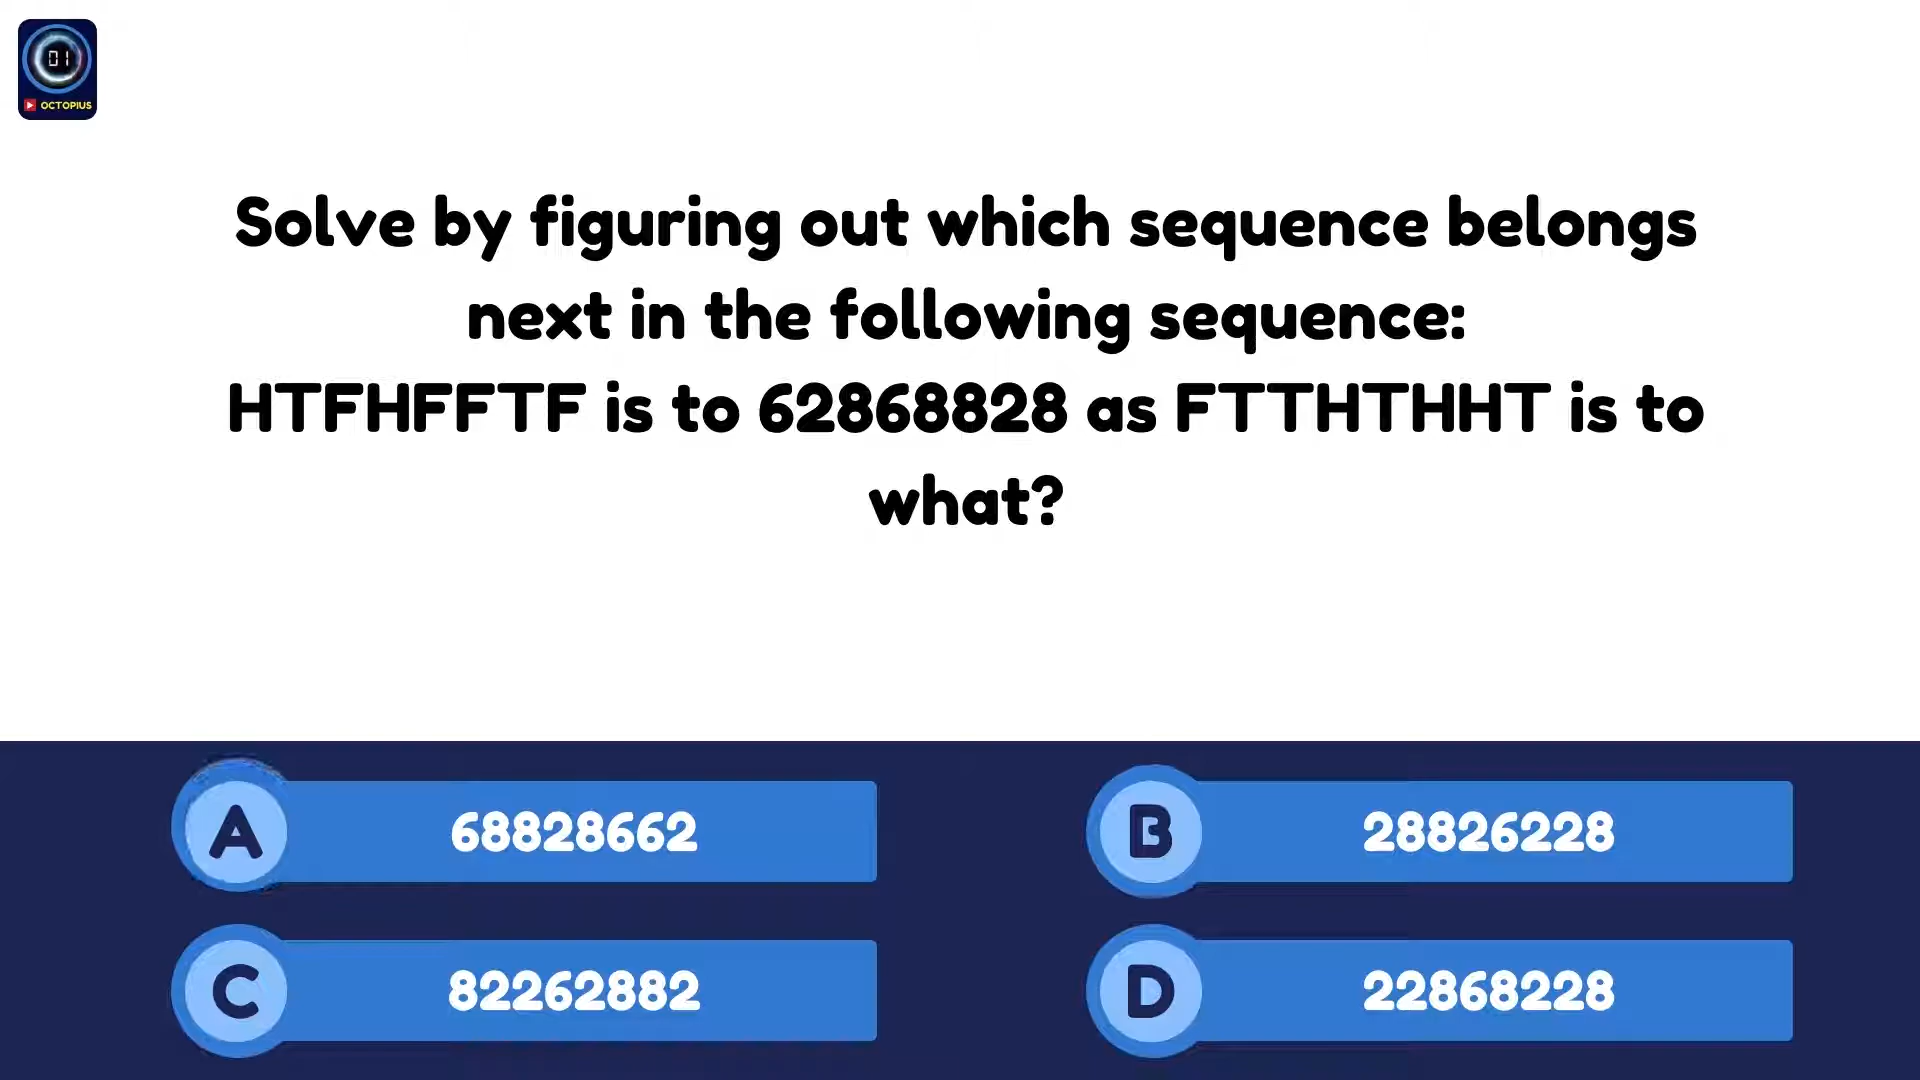 01
OCTOPIUS
Solve by figuring out which sequence belongs
next in the following sequence:
HTFHFFTF is to 62868828 as FTTHTHHT is to
what?
A 68828662
B 28826228
C 82262882
D 22868228